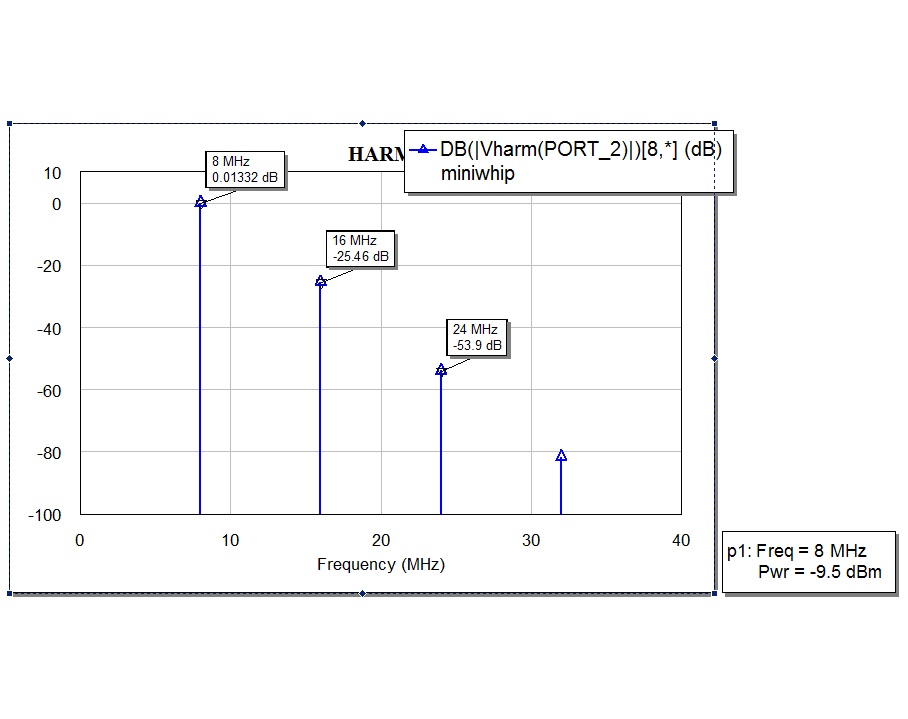 HARM
DB(|Vharm(PORT_2)|)[8,*] (dB)
miniwhip
8 MHz
0.01332 dB
16 MHz
-25.46 dB
24 MHz
-53.9 dB
10
0
-20
-40
-60
-80
-100
0 10 20 30 40
Frequency (MHz)
p1: Freq = 8 MHz
Pwr = -9.5 dBm